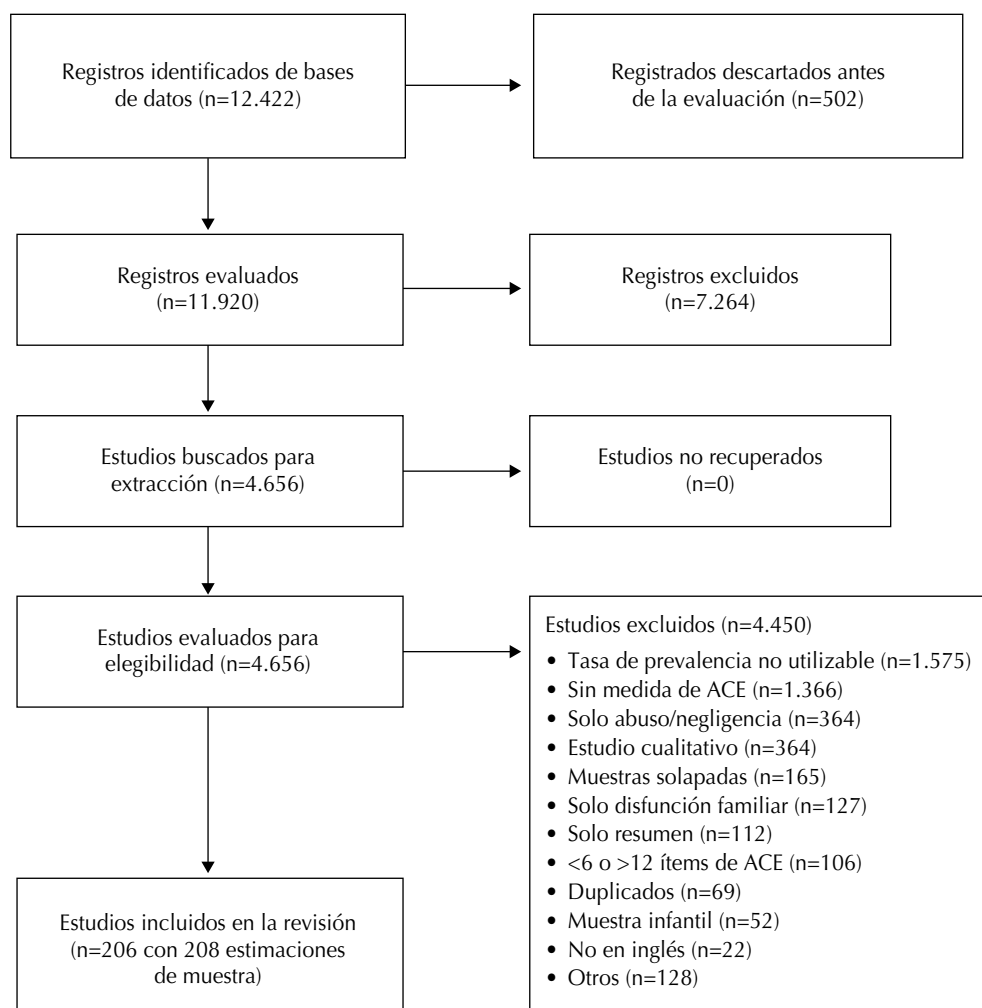 Registros identificados de bases
de datos (n=12.422)
Registrados descartados antes
de la evaluación (n=502)
Registros evaluados
(n=11.920)
Registros excluidos
(n=7.264)
Estudios buscados para
extracción (n=4.656)
Estudios no recuperados
(n=0)
Estudios evaluados para
elegibilidad (n=4.656)
Estudios excluidos (n=4.450)
• Tasa de prevalencia no utilizable (n=1.575)
• Sin medida de ACE (n=1.366)
• Solo abuso/negligencia (n=364)
• Estudio cualitativo (n=364)
• Muestras solapadas (n=165)
• Solo disfunción familiar (n=127)
• Solo resumen (n=112)
• <6 o >12 ítems de ACE (n=106)
• Duplicados (n=69)
• Muestra infantil (n=52)
• No en inglés (n=22)
• Otros (n=128)
Estudios incluidos en la revisión
(n=206 con 208 estimaciones
de muestra)